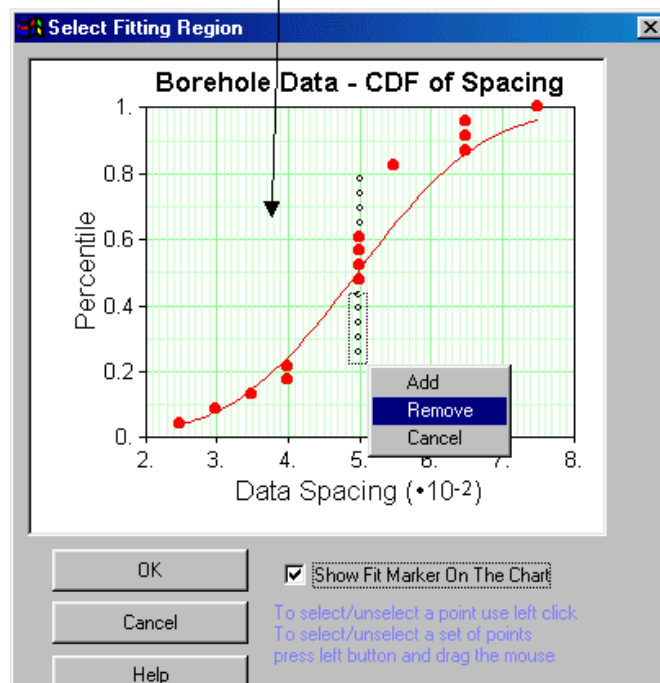 Select Fitting Region
Borehole Data - CDF of Spacing
1.
0.8
0.6
0.4
0.2
0.
Percentile
2. 3. 4. 5. 6. 7. 8.
Data Spacing (•10-2)
Add
Remove
Cancel
OK
Cancel
Help
Show Fit Marker On The Chart
To select/unselect a point use left click
To select/unselect a set of points
press left button and drag the mouse